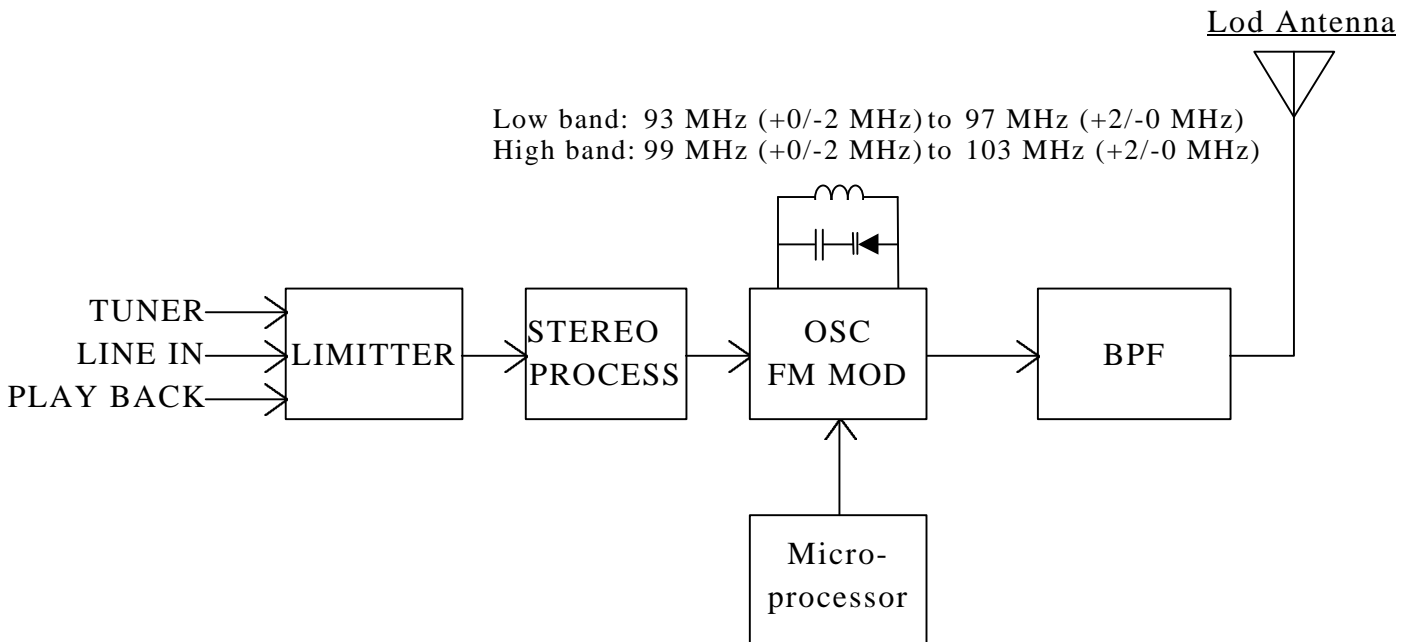 Lod Antenna
Low band: 93 MHz (+0/-2 MHz) to 97 MHz (+2/-0 MHz)
High band: 99 MHz (+0/-2 MHz) to 103 MHz (+2/-0 MHz)
TUNER
LINE IN
PLAY BACK
LIMITTER
STEREO
PROCESS
OSC
FM MOD
BPF
Micro-
processor